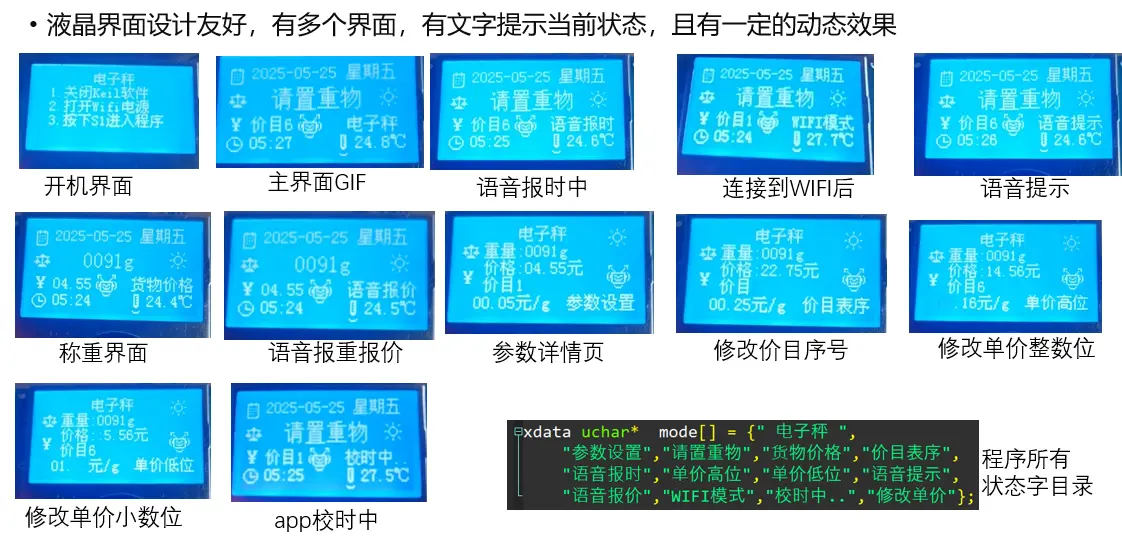 • 液晶界面设计友好，有多个界面，有文字提示当前状态，且有一定的动态效果
电子秤
1.关闭Keil软件
2.打开Wifi电源
3.按下S1进入程序
开机界面
2025-05-25 星期五
请置重物
¥ 价目6 电子秤
05:27 24.8℃
主界面GIF
2025-05-25 星期五
请置重物
¥ 价目6 语音报时
05:25 24.6℃
语音报时中
2025-05-25 星期五
请置重物
¥ 价目1 WIFI模式
05:24 27.7℃
连接到WIFI后
2025-05-25 星期五
请置重物
¥ 价目6 语音提示
05:26 24.6℃
语音提示
2025-05-25 星期五
0091g
¥ 04.55 货物价格
05:24 24.4℃
称重界面
2025-05-25 星期五
0091g
¥ 04.55 语音报价
05:24 24.5℃
语音报重报价
电子秤
重量:0091g
¥ 价格:04.55元
价目1
00.05元/g 参数设置
参数详情页
电子秤
重量:0091g
¥ 价格:22.75元
价目
00.25元/g 价目表序
修改价目序号
电子秤
重量:0091g
¥ 价格:14.56元
价目6
.16元/g 单价高位
修改单价整数位
电子秤
重量:0091g
¥ 价格:5.56元
价目6
01. 元/g 单价低位
修改单价小数位
2025-05-25 星期五
请置重物
¥ 价目1 校时中..
05:25 27.5℃
app校时中
xdata uchar* mode[] = {" 电子秤 ",
"参数设置","请置重物","货物价格","价目表序",
"语音报时","单价高位","单价低位","语音提示",
"语音报价","WIFI模式","校时中..","修改单价"};
程序所有
状态字目录